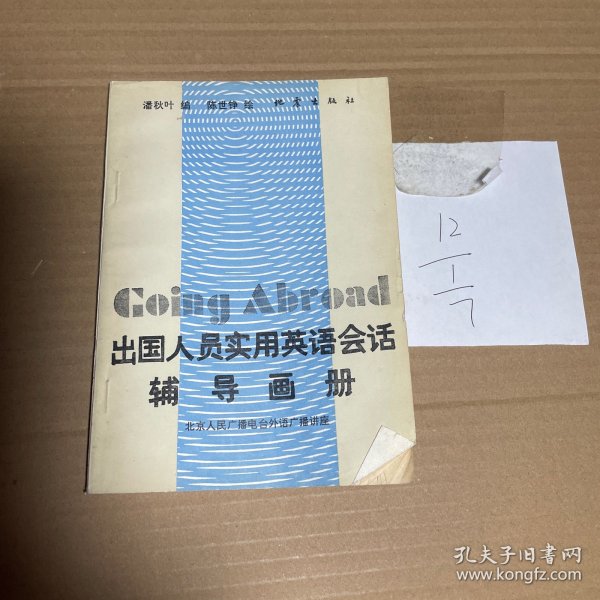 潘秋叶 编 陈世铮 绘 地震出版社
Going Abroad
出国人员实用英语会话
辅导画册
北京人民广播电台外语广播讲座
12
1
7
孔夫子旧书网
www.kongfz.com